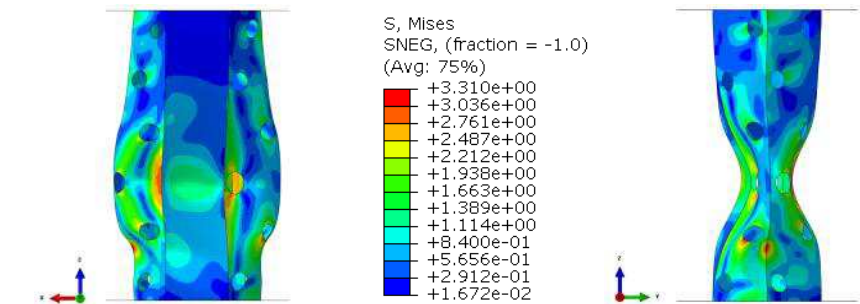 S, Mises
SNEG, (fraction = -1.0)
(Avg: 75%)
+3.310e+00
+3.036e+00
+2.761e+00
+2.487e+00
+2.212e+00
+1.938e+00
+1.663e+00
+1.389e+00
+1.114e+00
+8.400e-01
+5.656e-01
+2.912e-01
+1.672e-02